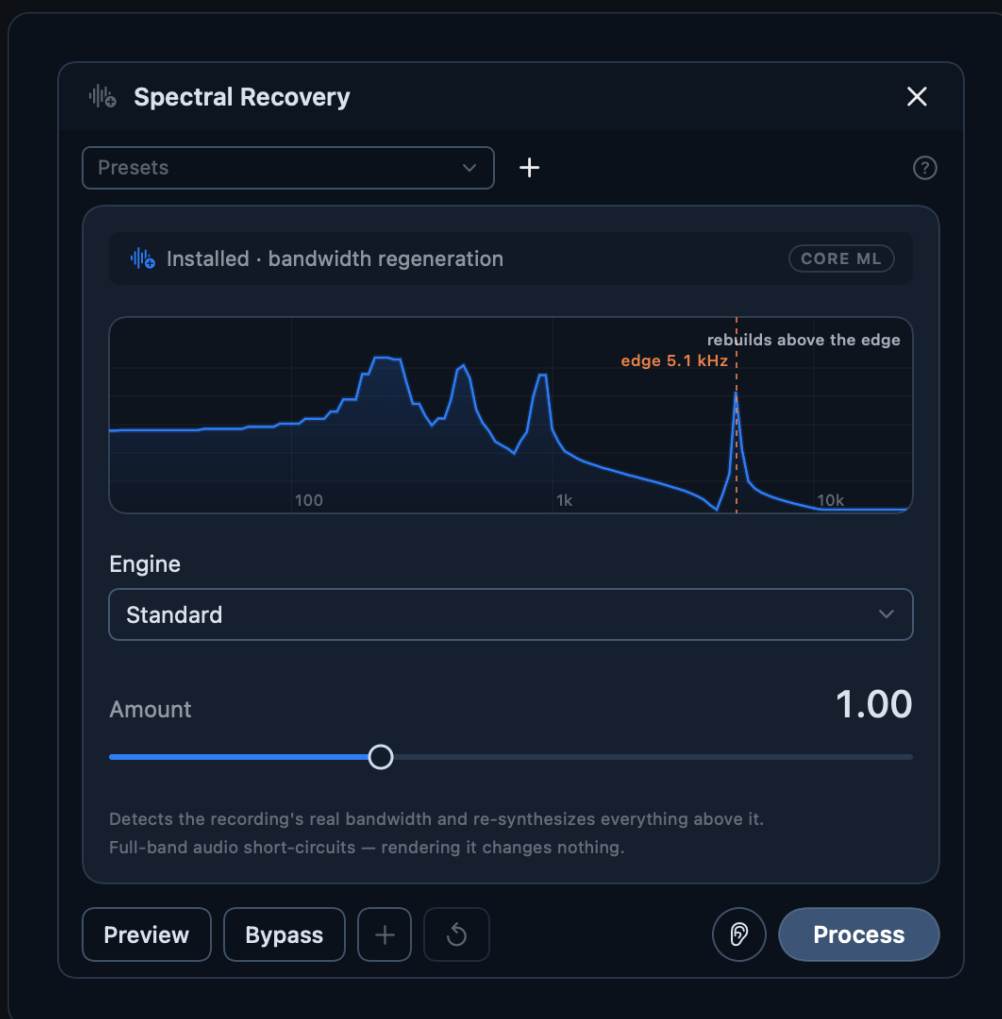 Spectral Recovery
Presets
Installed · bandwidth regeneration
CORE ML
rebuilds above the edge
edge 5.1 kHz
100
1k
10k
Engine
Standard
Amount
1.00
Detects the recording's real bandwidth and re-synthesizes everything above it.
Full-band audio short-circuits — rendering it changes nothing.
Preview
Bypass
Process